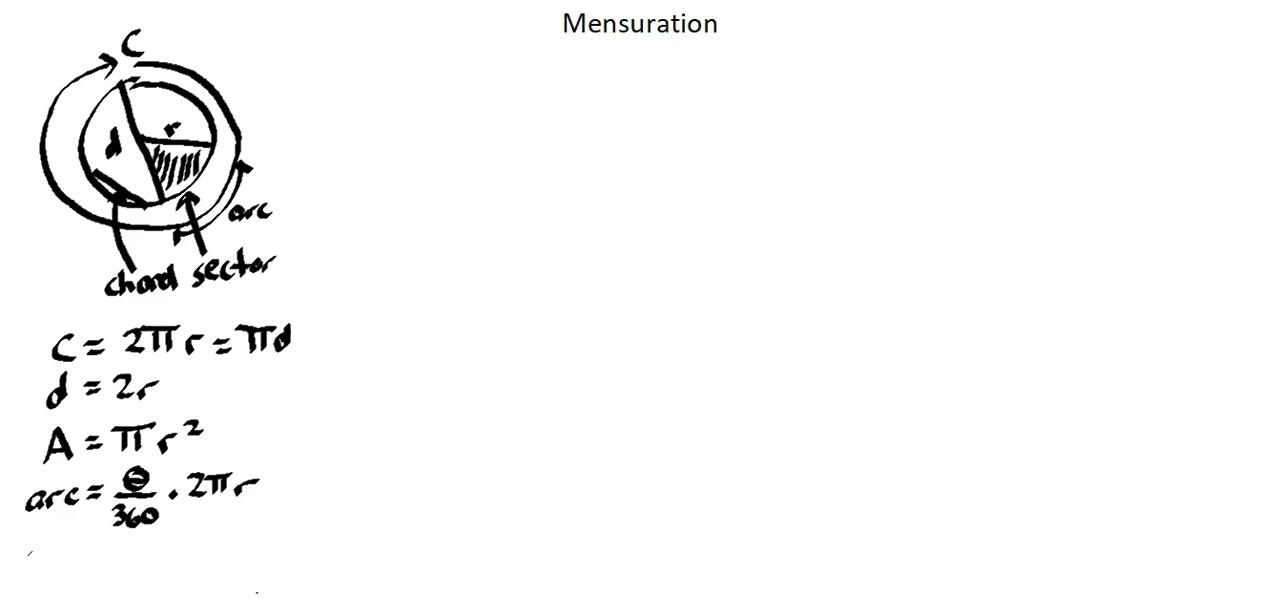 Mensuration
C
d
r
arc
chord sector
C = 2πr = πd
d = 2r
A = πr²
arc = θ/360 . 2πr